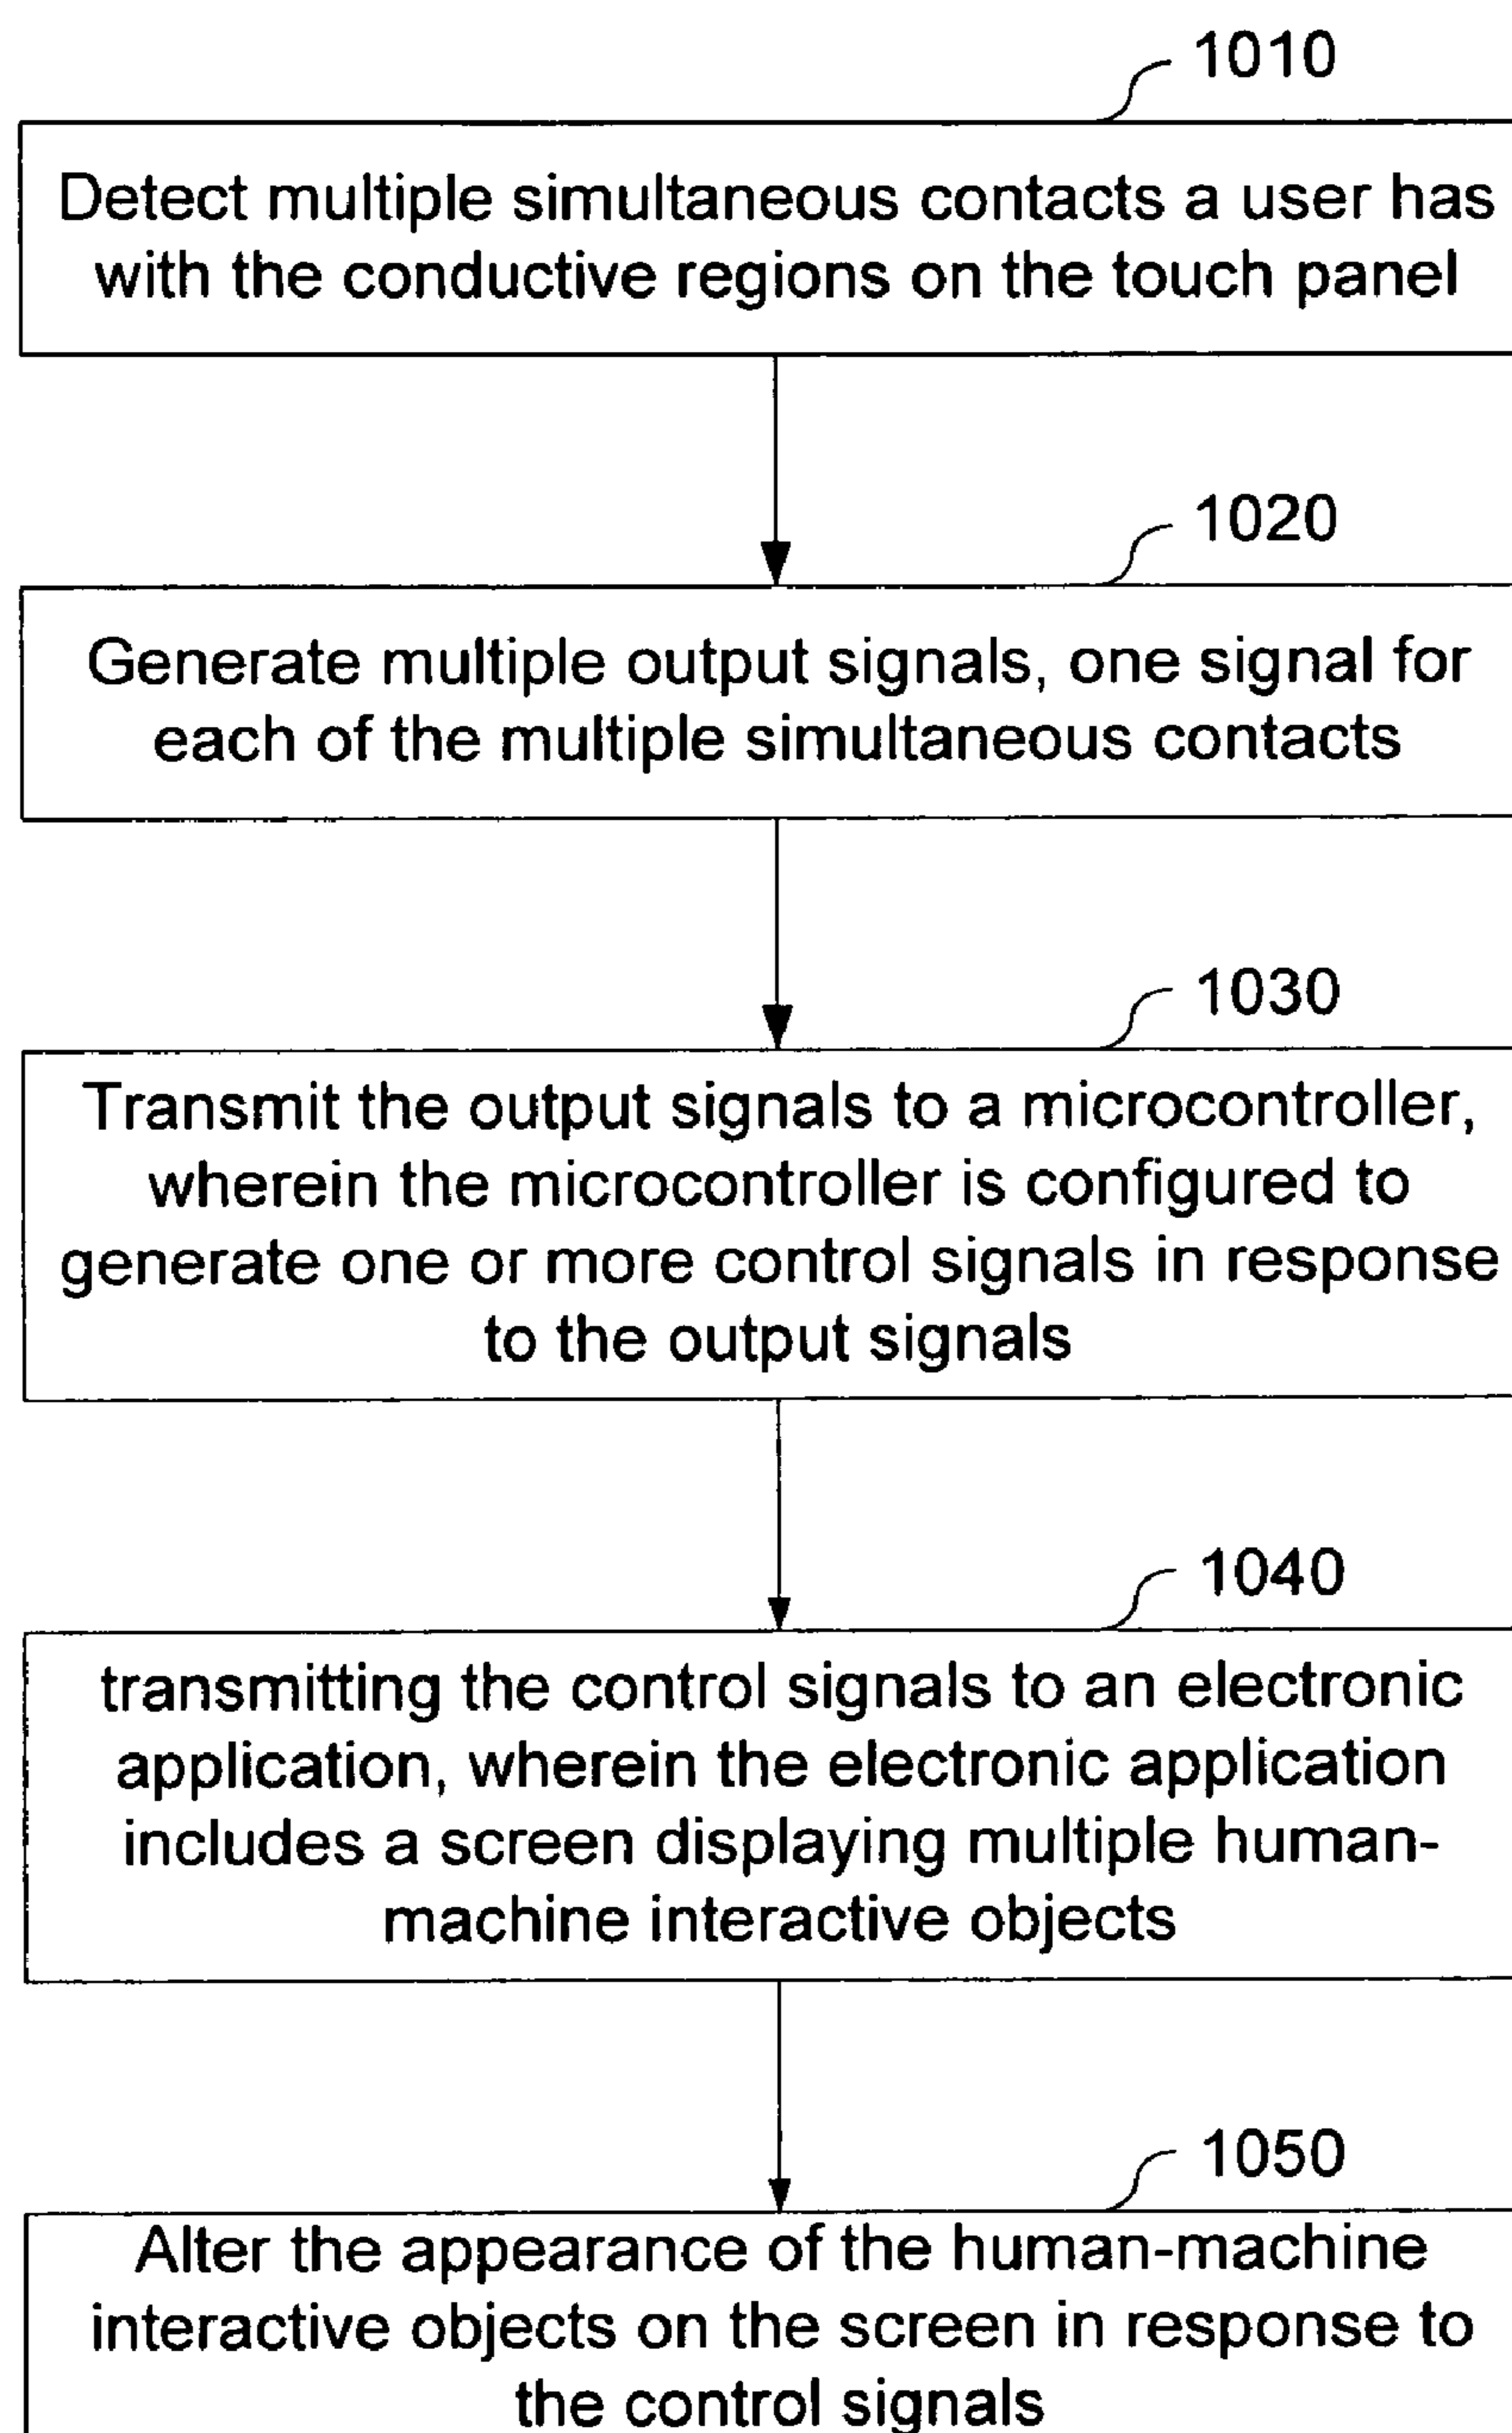 1010
Detect multiple simultaneous contacts a user has
with the conductive regions on the touch panel
1020
Generate multiple output signals, one signal for
each of the multiple simultaneous contacts
1030
Transmit the output signals to a microcontroller,
wherein the microcontroller is configured to
generate one or more control signals in response
to the output signals
1040
transmitting the control signals to an electronic
application, wherein the electronic application
includes a screen displaying multiple human-
machine interactive objects
1050
Alter the appearance of the human-machine
interactive objects on the screen in response to
the control signals